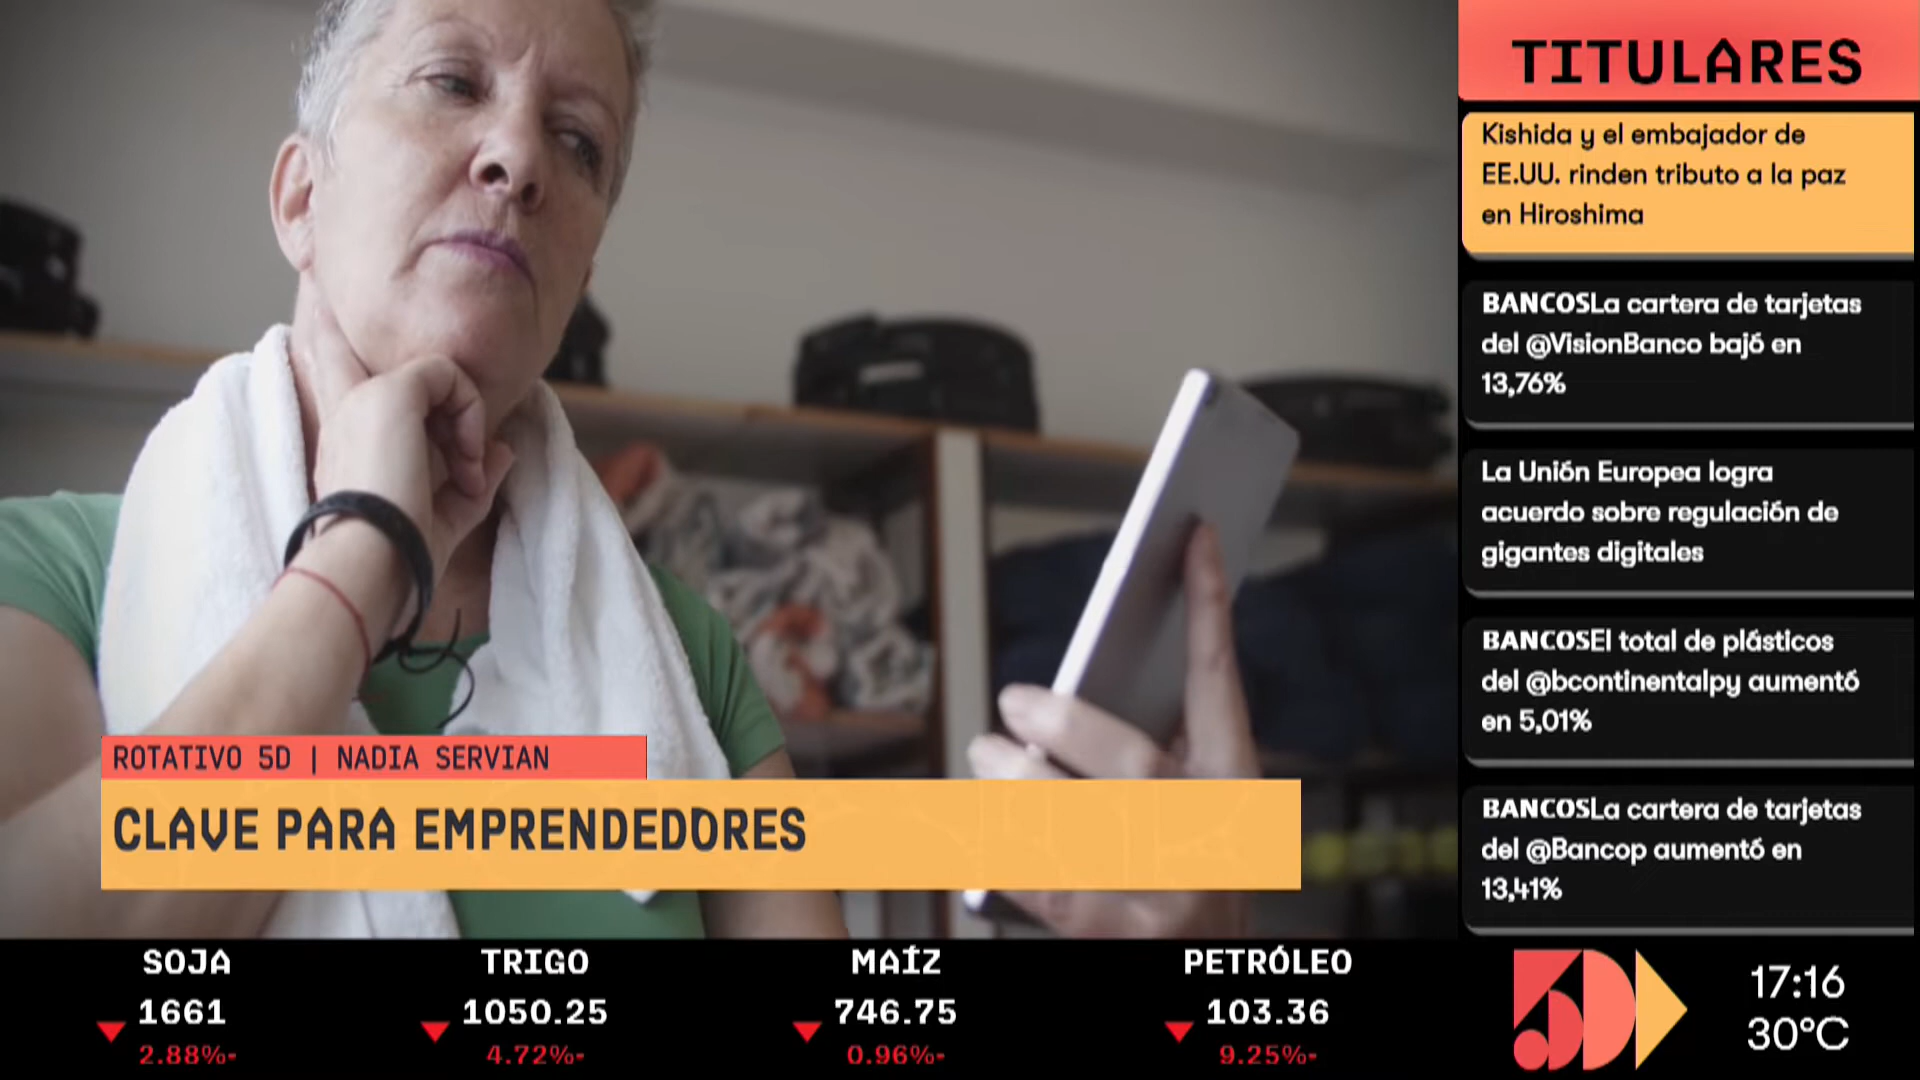 TITULARES
Kishida y el embajador de
EE.UU. rinden tributo a la paz
en Hiroshima
BANCOSLa cartera de tarjetas
del @VisionBanco bajó en
13,76%
La Unión Europea logra
acuerdo sobre regulación de
gigantes digitales
BANCOSEl total de plásticos
del @bcontinentalpy aumentó
en 5,01%
BANCOSLa cartera de tarjetas
del @Bancop aumentó en
13,41%
ROTATIVO 5D | NADIA SERVIAN
CLAVE PARA EMPRENDEDORES
SOJA
1661
2.88%-
TRIGO
1050.25
4.72%-
MAÍZ
746.75
0.96%-
PETRÓLEO
103.36
9.25%-
5D
17:16
30°C